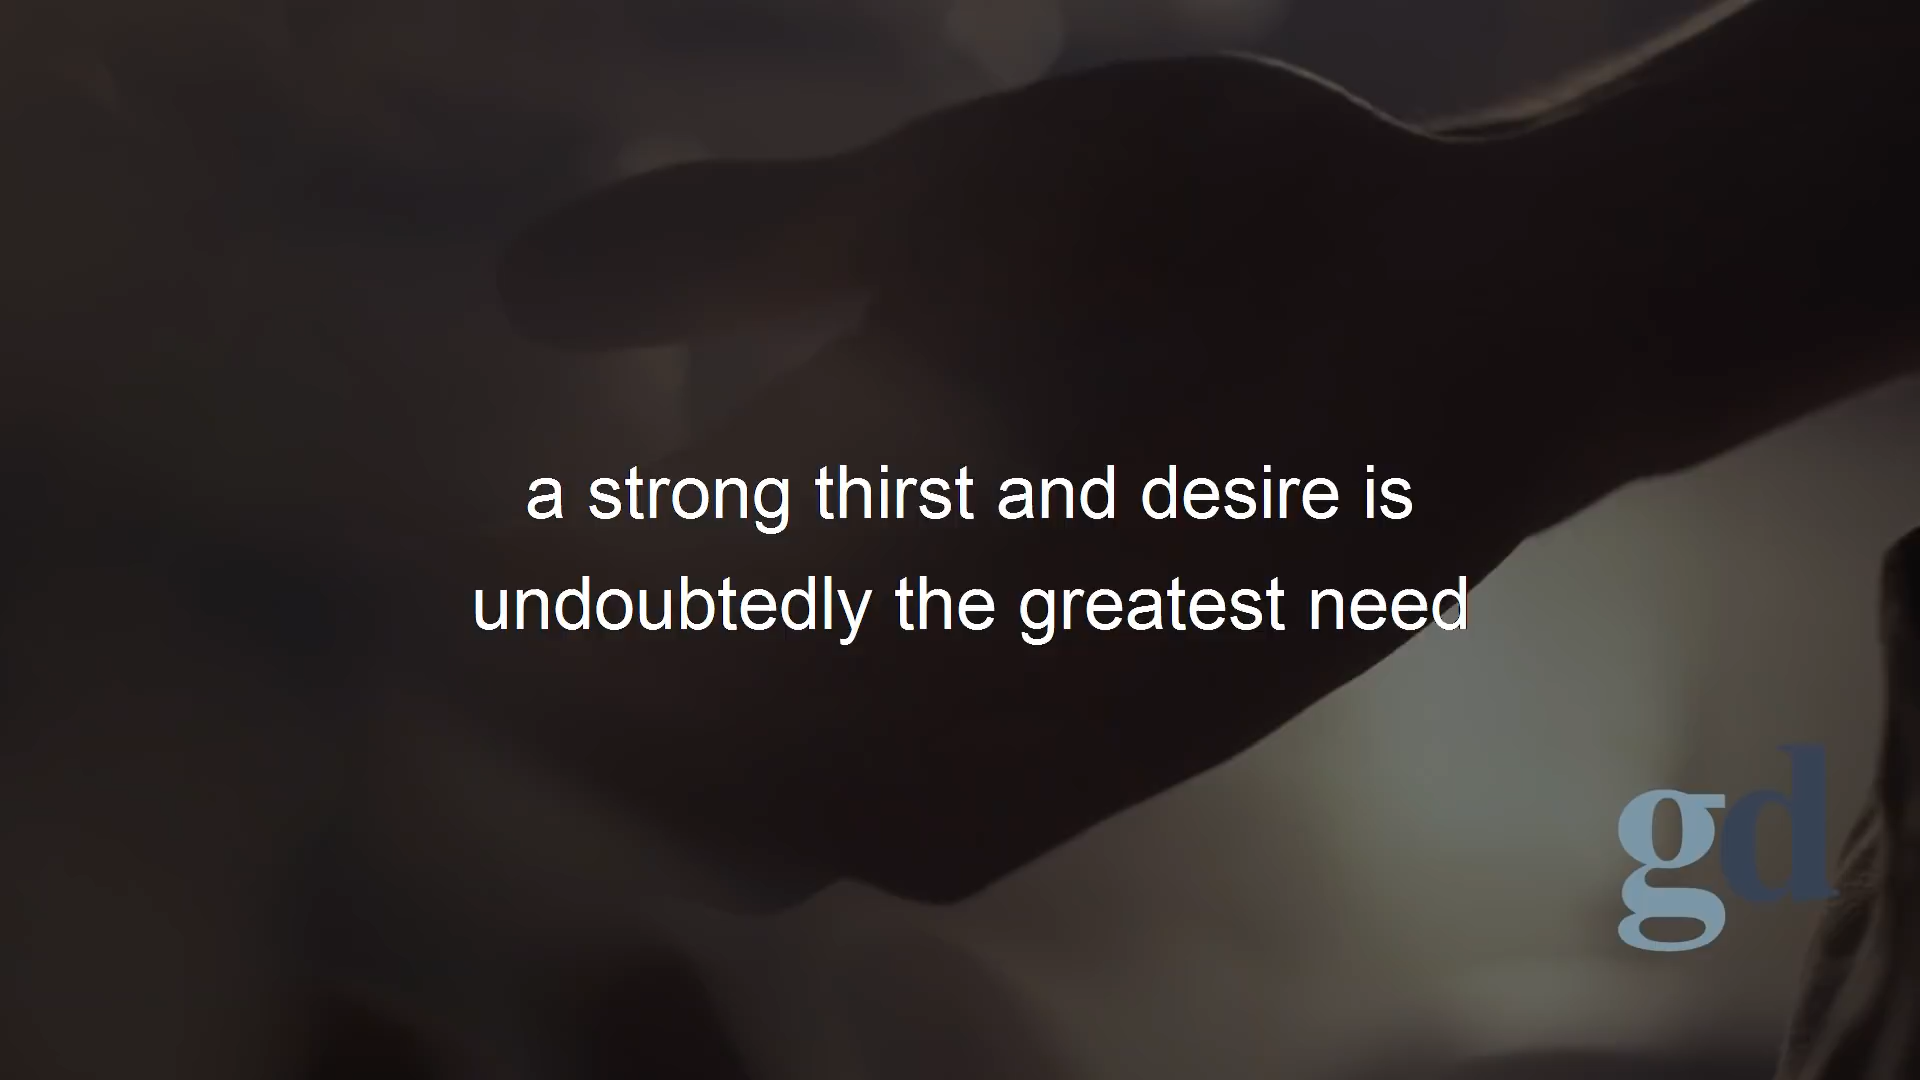 a strong thirst and desire is
undoubtedly the greatest need
gd